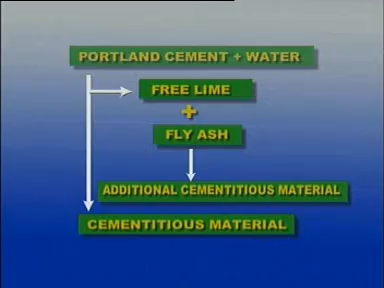 PORTLAND CEMENT + WATER
FREE LIME
+
FLY ASH
ADDITIONAL CEMENTITIOUS MATERIAL
CEMENTITIOUS MATERIAL